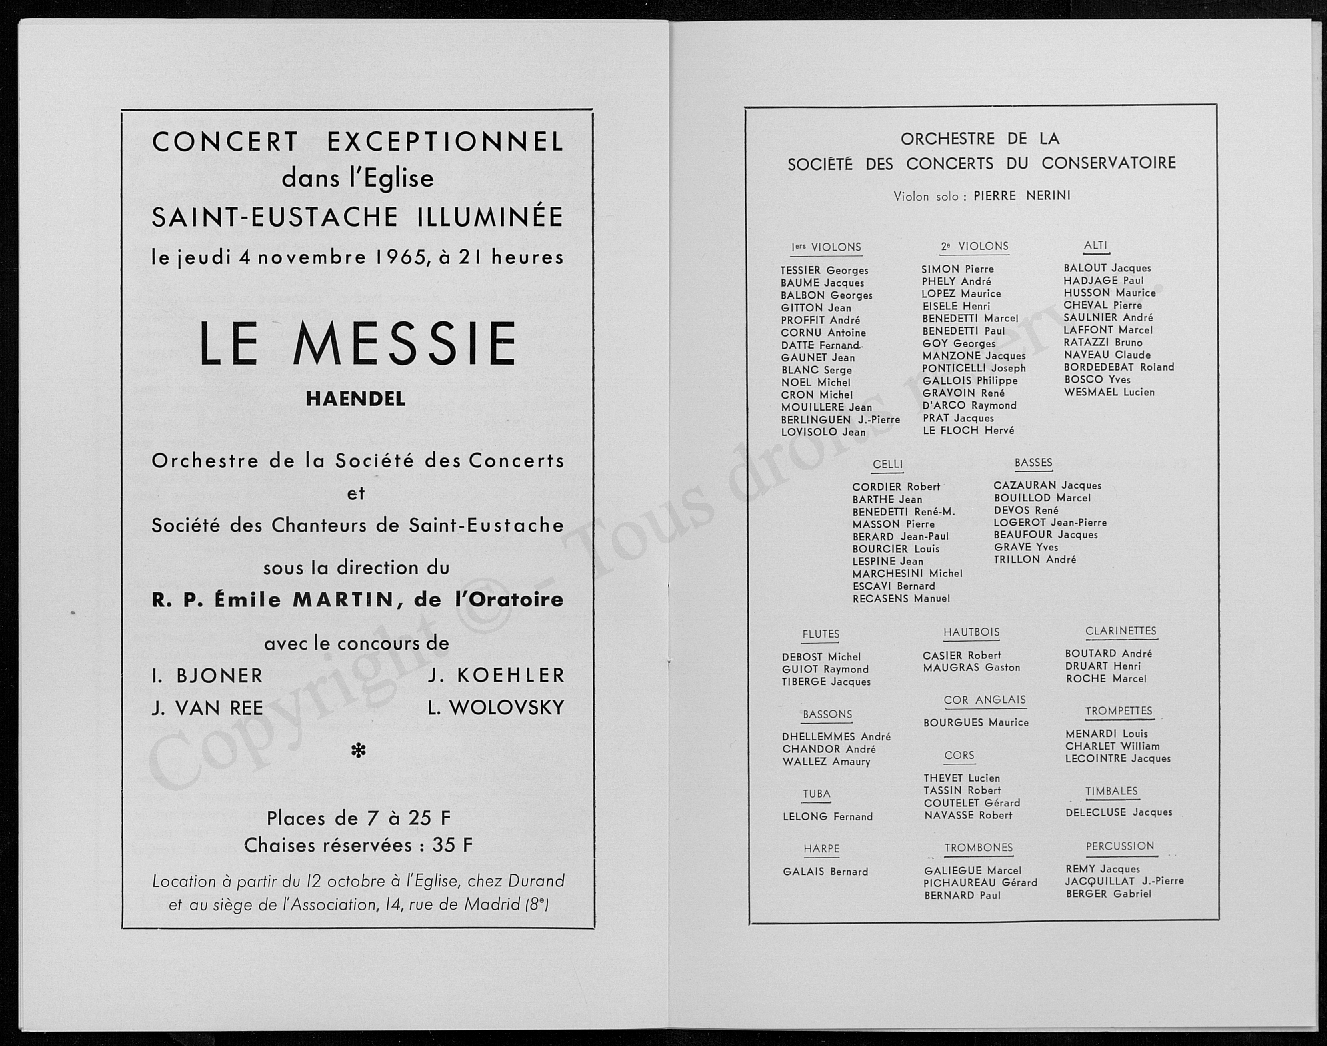 CONCERT EXCEPTIONNEL
dans l'Eglise
SAINT-EUSTACHE ILLUMINÉE
le jeudi 4 novembre 1965, à 21 heures
LE MESSIE
HAENDEL
Orchestre de la Société des Concerts
et
Société des Chanteurs de Saint-Eustache
sous la direction du
R. P. Émile MARTIN, de l'Oratoire
avec le concours de
I. BJONER J. KOEHLER
J. VAN REE L. WOLOVSKY
Places de 7 à 25 F
Chaises réservées : 35 F
Location à partir du 12 octobre à l'Eglise, chez Durand
et au siège de l'Association, 14, rue de Madrid (8e)
ORCHESTRE DE LA
SOCIÉTÉ DES CONCERTS DU CONSERVATOIRE
Violon solo : PIERRE NERINI
1ers VIOLONS
TESSIER Georges
BAUME Jacques
BALBON Georges
GITTON Jean
PROFFIT André
CORNU Antoine
DATTE Fernand
GAUNET Jean
BLANC Serge
NOEL Michel
CRON Michel
MOUILLERE Jean
BERLINGUEN J.-Pierre
LOVISOLO Jean
2e VIOLONS
SIMON Pierre
PHELY André
LOPEZ Maurice
EISELE Henri
BENEDETTI Marcel
BENEDETTI Paul
GOY Georges
MANZONE Jacques
PONTICELLI Joseph
GALLOIS Philippe
GRAVOIN René
D'ARCO Raymond
PRAT Jacques
LE FLOCH Hervé
ALTI
BALOUT Jacques
HADJAGE Paul
HUSSON Maurice
CHEVAL Pierre
SAULNIER André
LAFFONT Marcel
RATAZZI Bruno
NAVEAU Claude
BORDEDEBAT Roland
BOSCO Yves
WESMAEL Lucien
CELLI
CORDIER Robert
BARTHE Jean
BENEDETTI René-M.
MASSON Pierre
BERARD Jean-Paul
BOURCIER Louis
LESPINE Jean
MARCHESINI Michel
ESCAVI Bernard
RECASENS Manuel
BASSES
CAZAURAN Jacques
BOUILLOD Marcel
DEVOS René
LOGEROT Jean-Pierre
BEAUFOUR Jacques
GRAVE Yves
TRILLON André
FLUTES
DEBOST Michel
GUIOT Raymond
TIBERGE Jacques
BASSONS
DHELLEMMES André
CHANDOR André
WALLEZ Amaury
TUBA
LELONG Fernand
HARPE
GALAIS Bernard
HAUTBOIS
CASIER Robert
MAUGRAS Gaston
COR ANGLAIS
BOURGUES Maurice
CORS
THEVET Lucien
TASSIN Robert
COUTELET Gérard
NAVASSE Robert
TROMBONES
GALIEGUE Marcel
PICHAUREAU Gérard
BERNARD Paul
CLARINETTES
BOUTARD André
DRUART Henri
ROCHE Marcel
TROMPETTES
MENARDI Louis
CHARLET William
LECOINTRE Jacques
TIMBALES
DELECLUSE Jacques
PERCUSSION
REMY Jacques
JACQUILLAT J.-Pierre
BERGER Gabriel
Copyright © - Tous droits